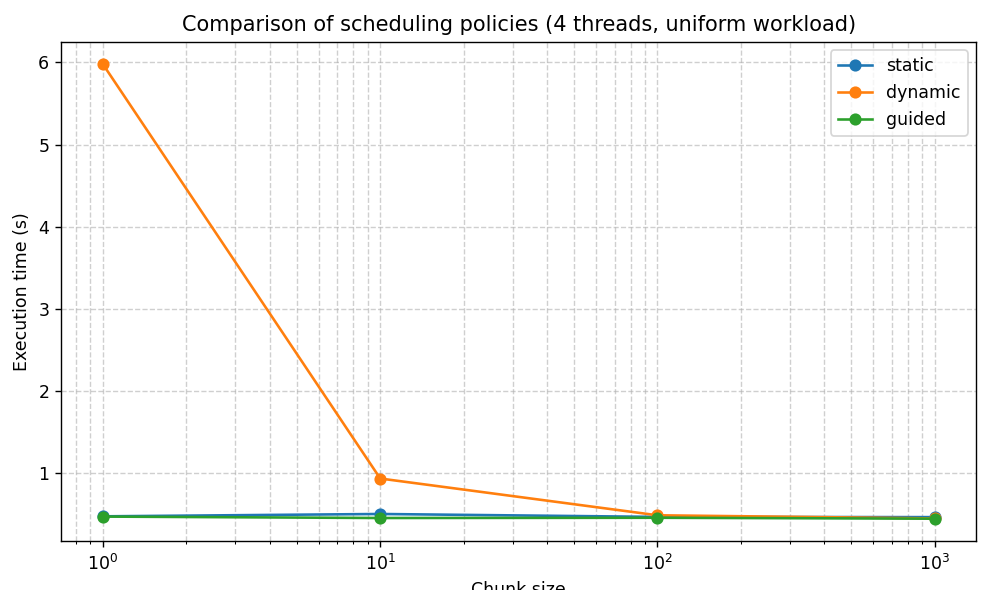 Comparison of scheduling policies (4 threads, uniform workload)
static
dynamic
guided
Execution time (s)
6
5
4
3
2
1
10⁰
10¹
10²
10³
Chunk size